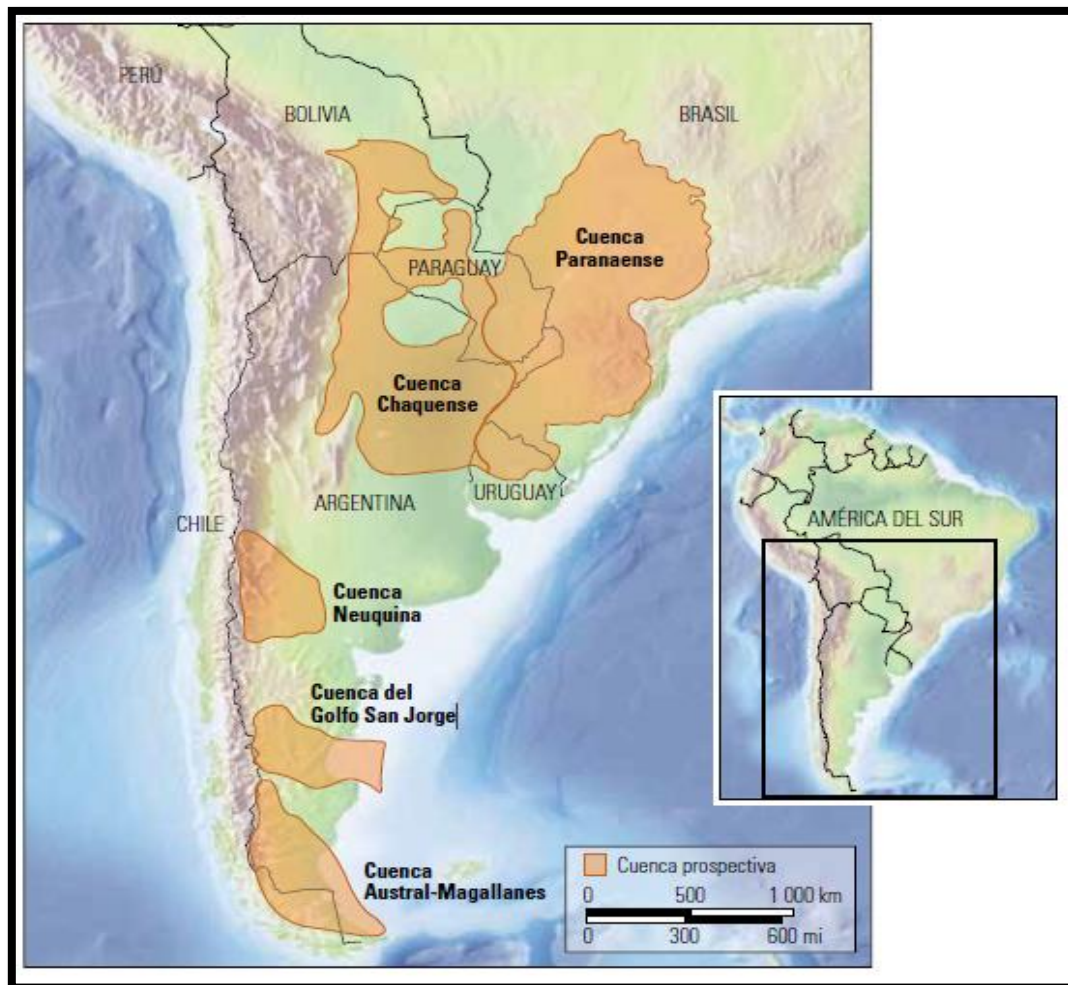 PERÚ
BOLIVIA
BRASIL
Cuenca
Paranaense
PARAGUAY
Cuenca
Chaquense
ARGENTINA
URUGUAY
CHILE
AMÉRICA DEL SUR
Cuenca
Neuquina
Cuenca del
Golfo San Jorge
Cuenca
Austral-Magallanes
Cuenca prospectiva
0 500 1 000 km
0 300 600 mi